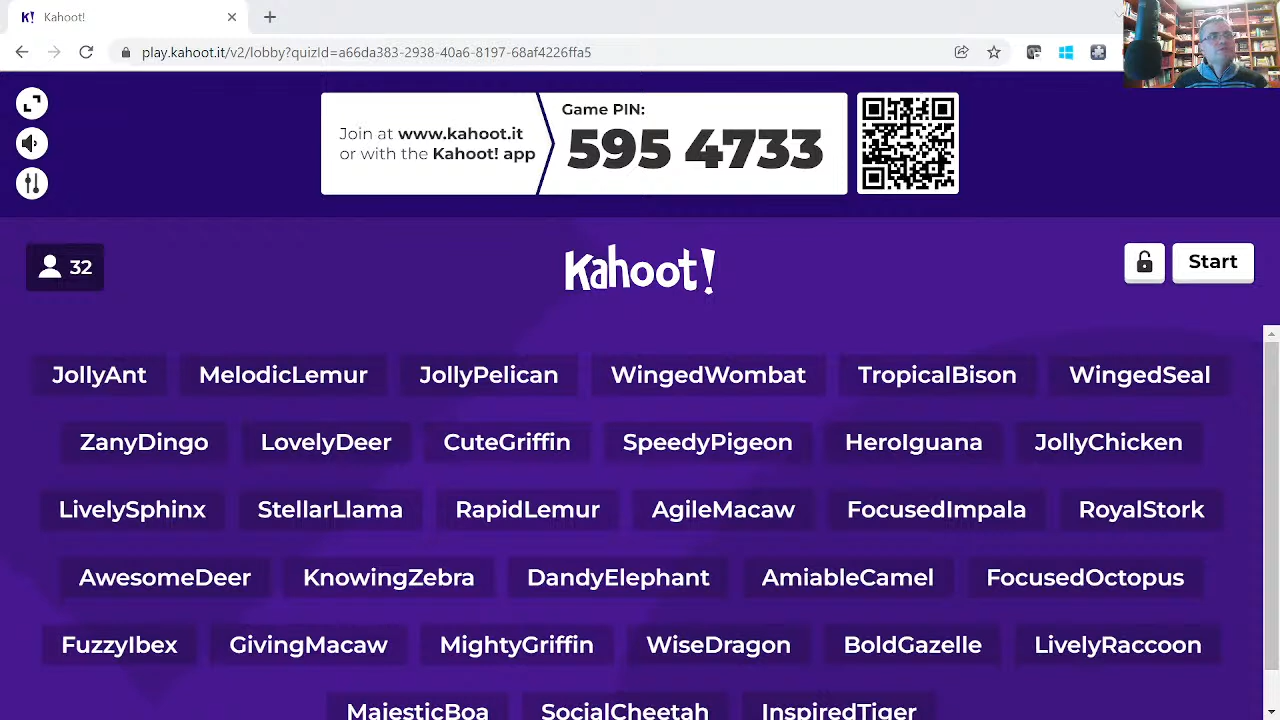 Kahoot!
play.kahoot.it/v2/lobby?quizId=a66da383-2938-40a6-8197-68af4226ffa5
Join at www.kahoot.it
or with the Kahoot! app
Game PIN:
595 4733
32
Kahoot!
Start
JollyAnt MelodicLemur JollyPelican WingedWombat TropicalBison WingedSeal
ZanyDingo LovelyDeer CuteGriffin SpeedyPigeon HeroIguana JollyChicken
LivelySphinx StellarLlama RapidLemur AgileMacaw FocusedImpala RoyalStork
AwesomeDeer KnowingZebra DandyElephant AmiableCamel FocusedOctopus
FuzzyIbex GivingMacaw MightyGriffin WiseDragon BoldGazelle LivelyRaccoon
MajesticBoa SocialCheetah InspiredTiger